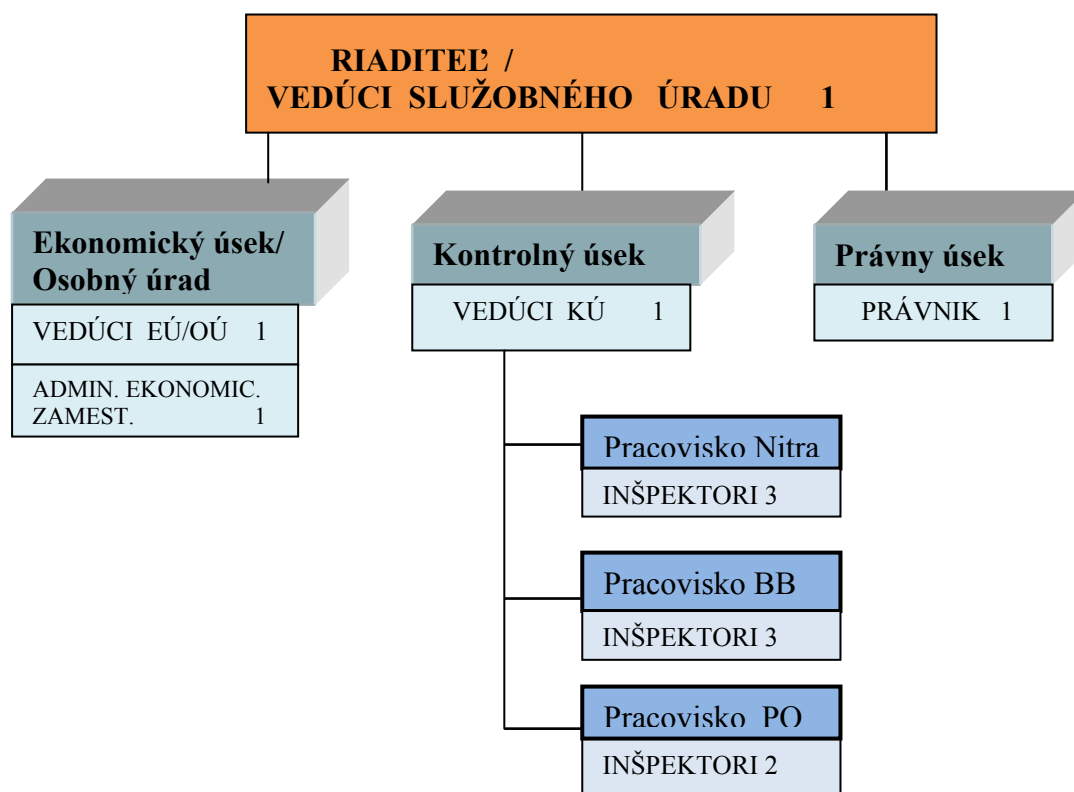 RIADITEĽ /
VEDÚCI SLUŽOBNÉHO ÚRADU 1
Ekonomický úsek/
Osobný úrad
VEDÚCI EÚ/OÚ 1
ADMIN. EKONOMIC.
ZAMEST. 1
Kontrolný úsek
VEDÚCI KÚ 1
Právny úsek
PRÁVNIK 1
Pracovisko Nitra
INŠPEKTORI 3
Pracovisko BB
INŠPEKTORI 3
Pracovisko PO
INŠPEKTORI 2